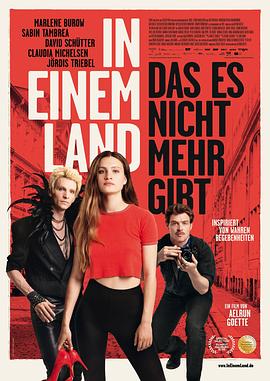 MARLENE BUROW
SABIN TAMBREA
DAVID SCHÜTTER
CLAUDIA MICHELSEN
JÖRDIS TRIEBEL
IN
EINEM
LAND
DAS ES
NICHT
MEHR
GIBT
INSPIRIERT
VON WAHREN
BEGEBENHEITEN
EIN FILM VON
AELRUN
GOETTE
www.InEinemLand.de